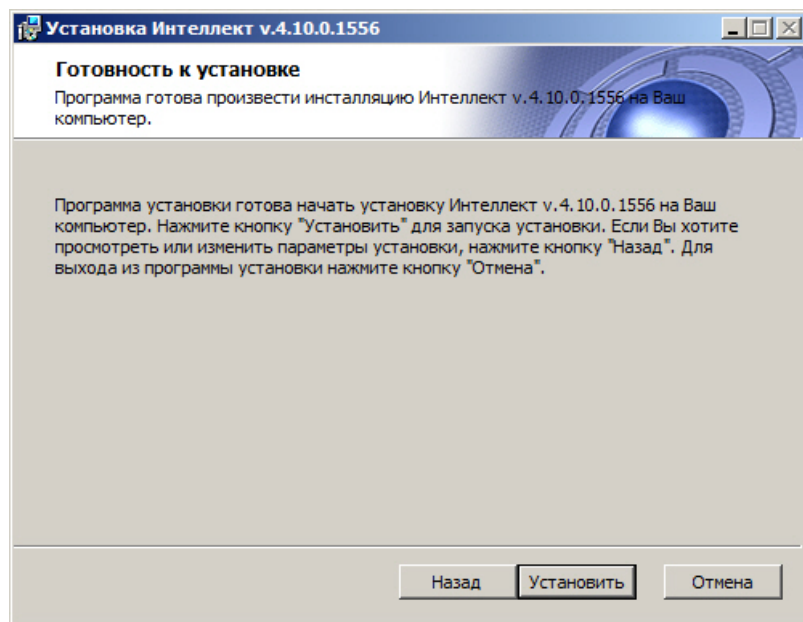 Установка Интеллект v.4.10.0.1556
Готовность к установке
Программа готова произвести инсталляцию Интеллект v.4.10.0.1556 на Ваш
компьютер.
Программа установки готова начать установку Интеллект v.4.10.0.1556 на Ваш
компьютер. Нажмите кнопку "Установить" для запуска установки. Если Вы хотите
просмотреть или изменить параметры установки, нажмите кнопку "Назад". Для
выхода из программы установки нажмите кнопку "Отмена".
Назад Установить Отмена